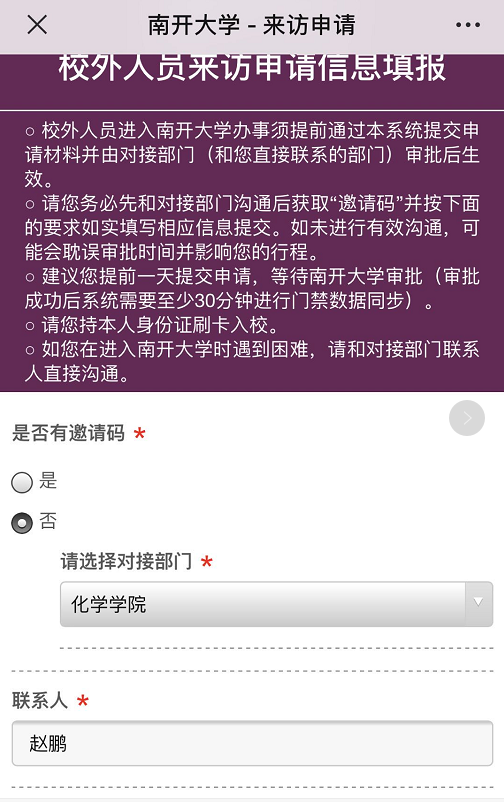 南开大学 - 来访申请
校外人员来访申请信息填报
○ 校外人员进入南开大学办事须提前通过本系统提交申
请材料并由对接部门（和您直接联系的部门）审批后生
效。
○ 请您务必先和对接部门沟通后获取“邀请码”并按下面
的要求如实填写相应信息提交。如未进行有效沟通，可
能会耽误审批时间并影响您的行程。
○ 建议您提前一天提交申请，等待南开大学审批（审批
成功后系统需要至少30分钟进行门禁数据同步）。
○ 请您持本人身份证刷卡入校。
○ 如您在进入南开大学时遇到困难，请和对接部门联系
人直接沟通。
是否有邀请码 *
是
否
请选择对接部门 *
化学学院
联系人 *
赵鹏